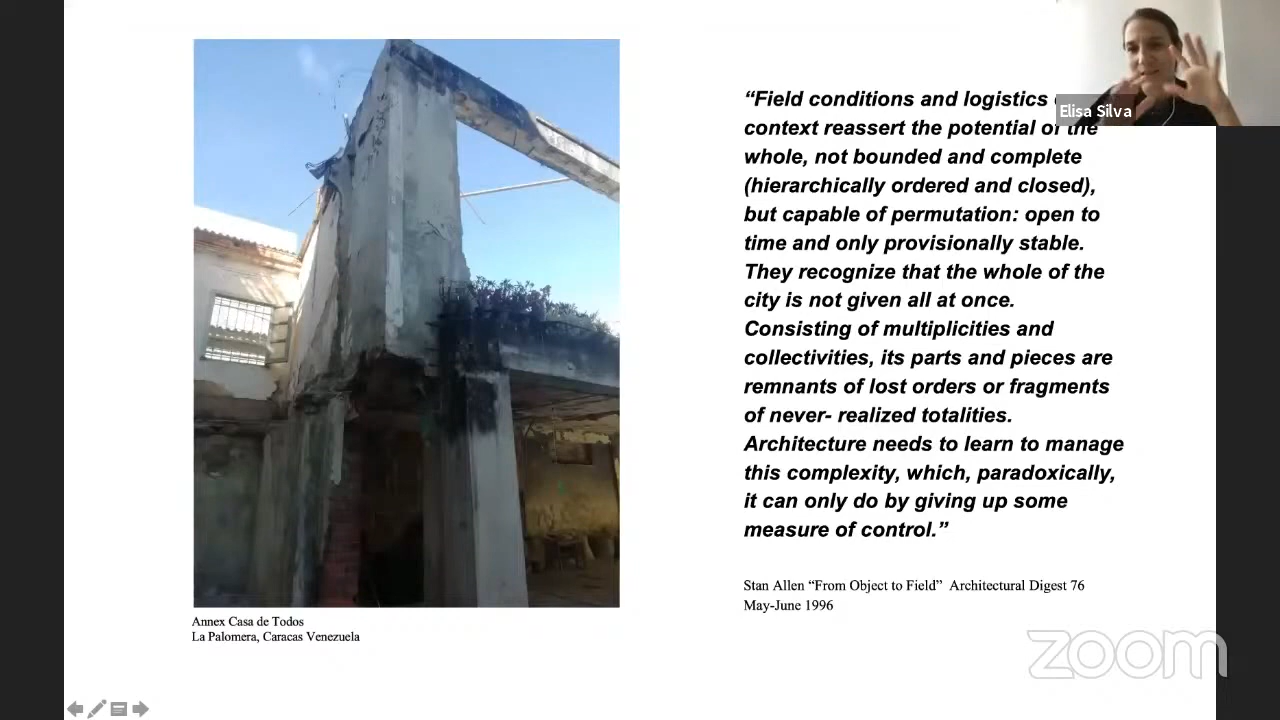 “Field conditions and logistics
context reassert the potential of the
whole, not bounded and complete
(hierarchically ordered and closed),
but capable of permutation: open to
time and only provisionally stable.
They recognize that the whole of the
city is not given all at once.
Consisting of multiplicities and
collectivities, its parts and pieces are
remnants of lost orders or fragments
of never- realized totalities.
Architecture needs to learn to manage
this complexity, which, paradoxically,
it can only do by giving up some
measure of control.”
Stan Allen “From Object to Field” Architectural Digest 76
May-June 1996
Annex Casa de Todos
La Palomera, Caracas Venezuela
Elisa Silva
zoom